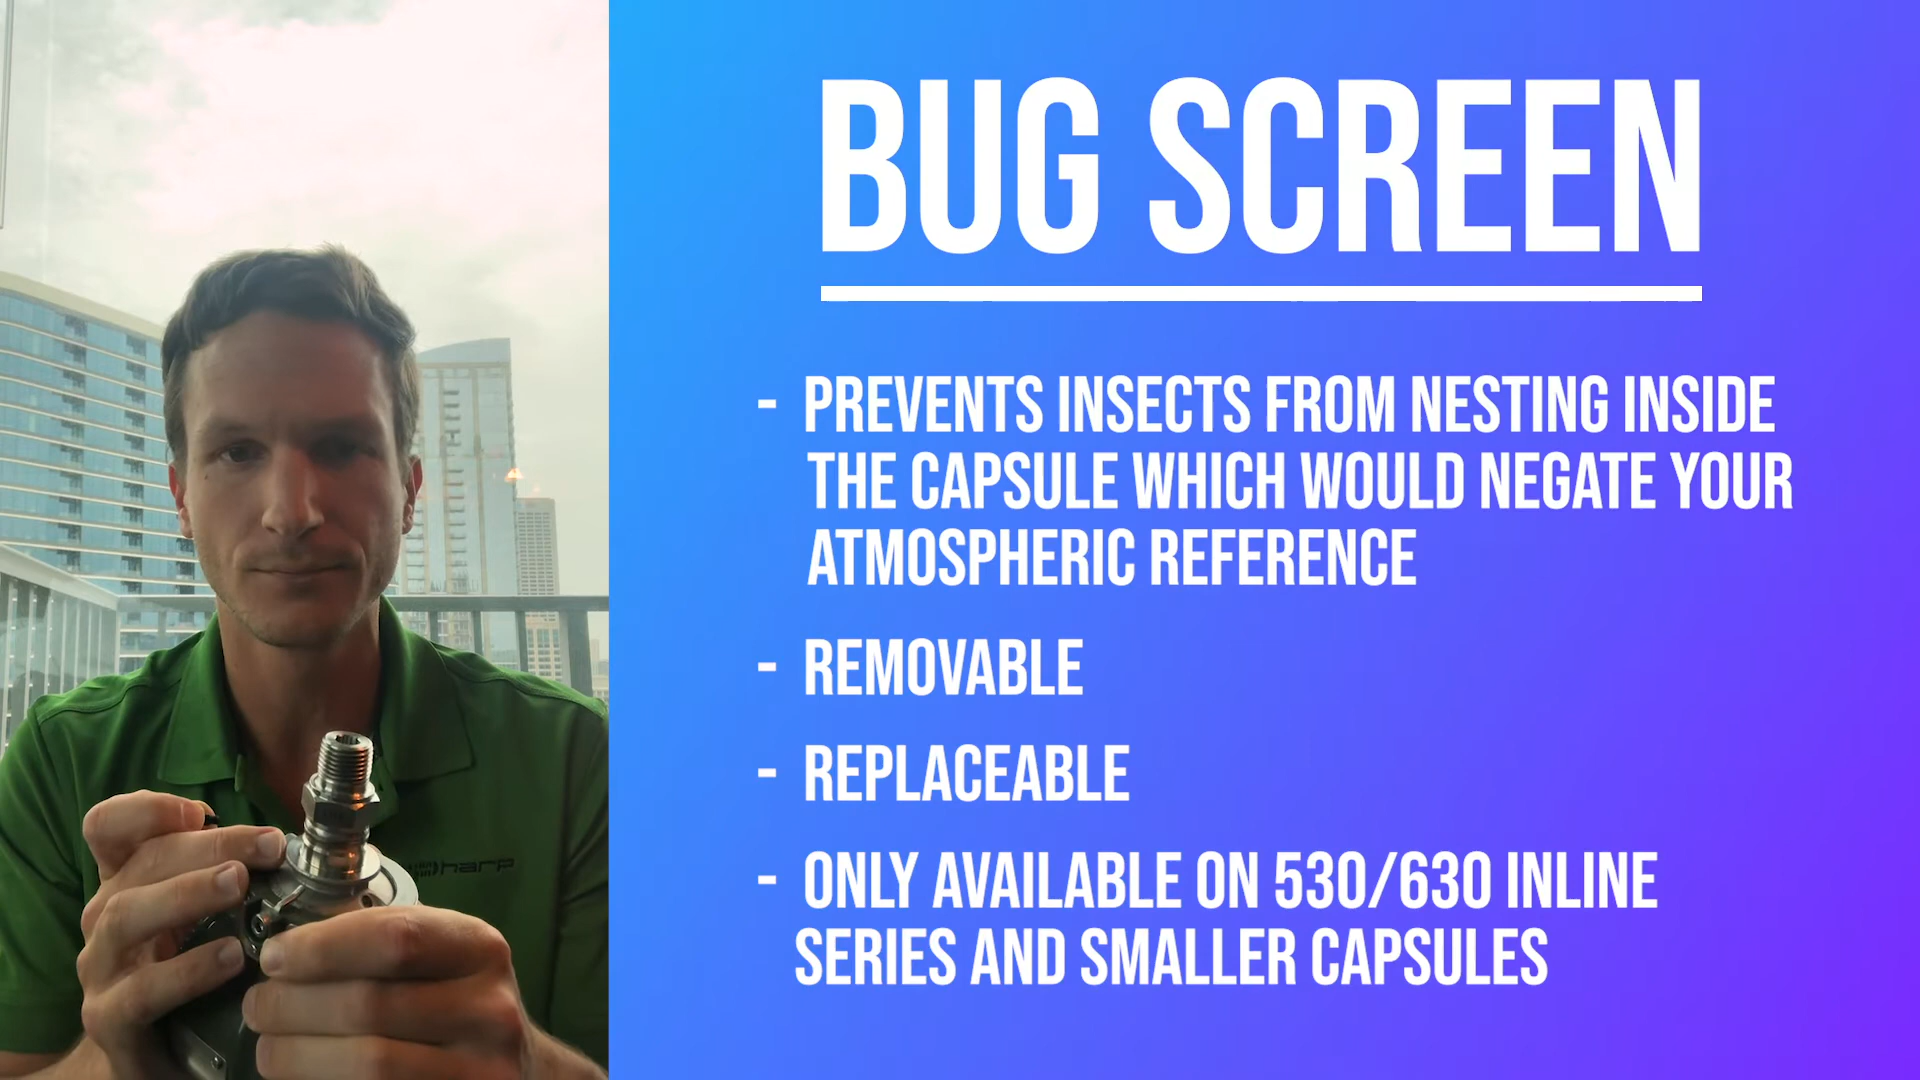 BUG SCREEN
- PREVENTS INSECTS FROM NESTING INSIDE
THE CAPSULE WHICH WOULD NEGATE YOUR
ATMOSPHERIC REFERENCE
- REMOVABLE
- REPLACEABLE
- ONLY AVAILABLE ON 530/630 INLINE
SERIES AND SMALLER CAPSULES
harp